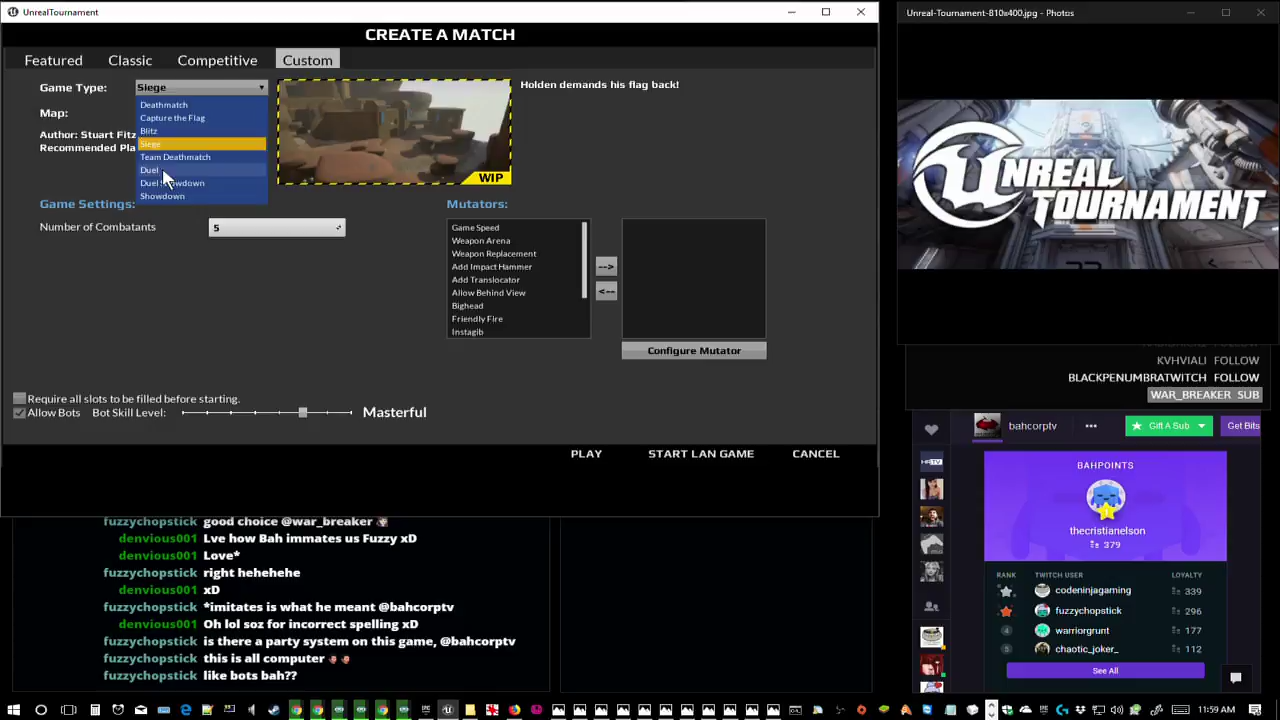 UnrealTournament
CREATE A MATCH
Featured
Classic
Competitive
Custom
Game Type:
Siege
Map:
Author: Stuart Fitz
Recommended Pla
Deathmatch
Capture the Flag
Blitz
Siege
Team Deathmatch
Duel
Duel Showdown
Showdown
WIP
Holden demands his flag back!
Game Settings:
Number of Combatants
5
Mutators:
Game Speed
Weapon Arena
Weapon Replacement
Add Impact Hammer
Add Translocator
Allow Behind View
Bighead
Friendly Fire
Instagib
-->
<--
Configure Mutator
Require all slots to be filled before starting.
Allow Bots Bot Skill Level: Masterful
PLAY
START LAN GAME
CANCEL
fuzzychopstick good choice @war_breaker
denvious001 Lve how Bah immates us Fuzzy xD
denvious001 Love*
fuzzychopstick right hehehehe
denvious001 xD
fuzzychopstick *imitates is what he meant @bahcorptv
denvious001 Oh lol soz for incorrect spelling xD
fuzzychopstick is there a party system on this game, @bahcorptv
fuzzychopstick this is all computer
fuzzychopstick like bots bah??
Unreal-Tournament-810x400.jpg - Photos
UNREAL
TOURNAMENT
KVHVIALI FOLLOW
BLACKPENUMBRATWITCH FOLLOW
WAR_BREAKER SUB
bahcorptv
Gift A Sub
Get Bits
BAHPOINTS
thecristianelson
379
RANK TWITCH USER LOYALTY
codeninjagaming 339
fuzzychopstick 296
4 warriorgrunt 177
5 chaotic_joker_ 112
See All
11:59 AM